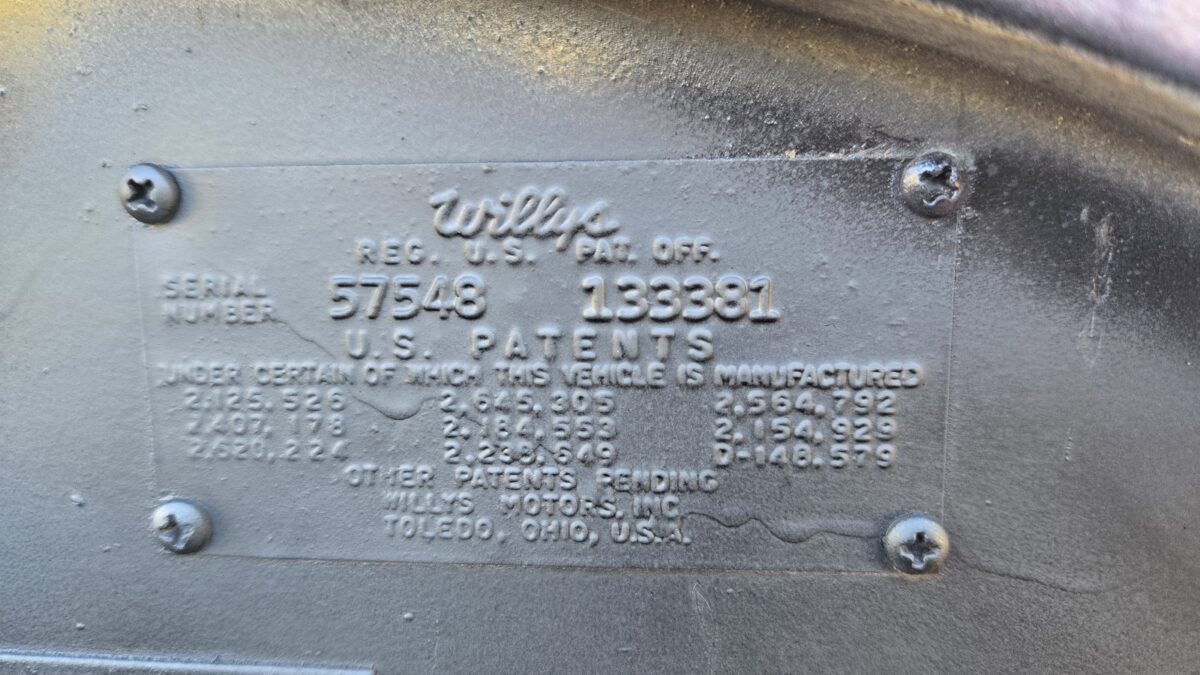 Willys
REG. U.S. PAT. OFF.
SERIAL NUMBER 57548 133381
U.S. PATENTS
UNDER CERTAIN OF WHICH THIS VEHICLE IS MANUFACTURED
2,125,526 2,645,305 2,564,792
2,407,178 2,184,553 2,154,929
2,620,224 2,238,649 D-148,579
OTHER PATENTS PENDING
WILLYS MOTORS, INC
TOLEDO, OHIO, U.S.A.